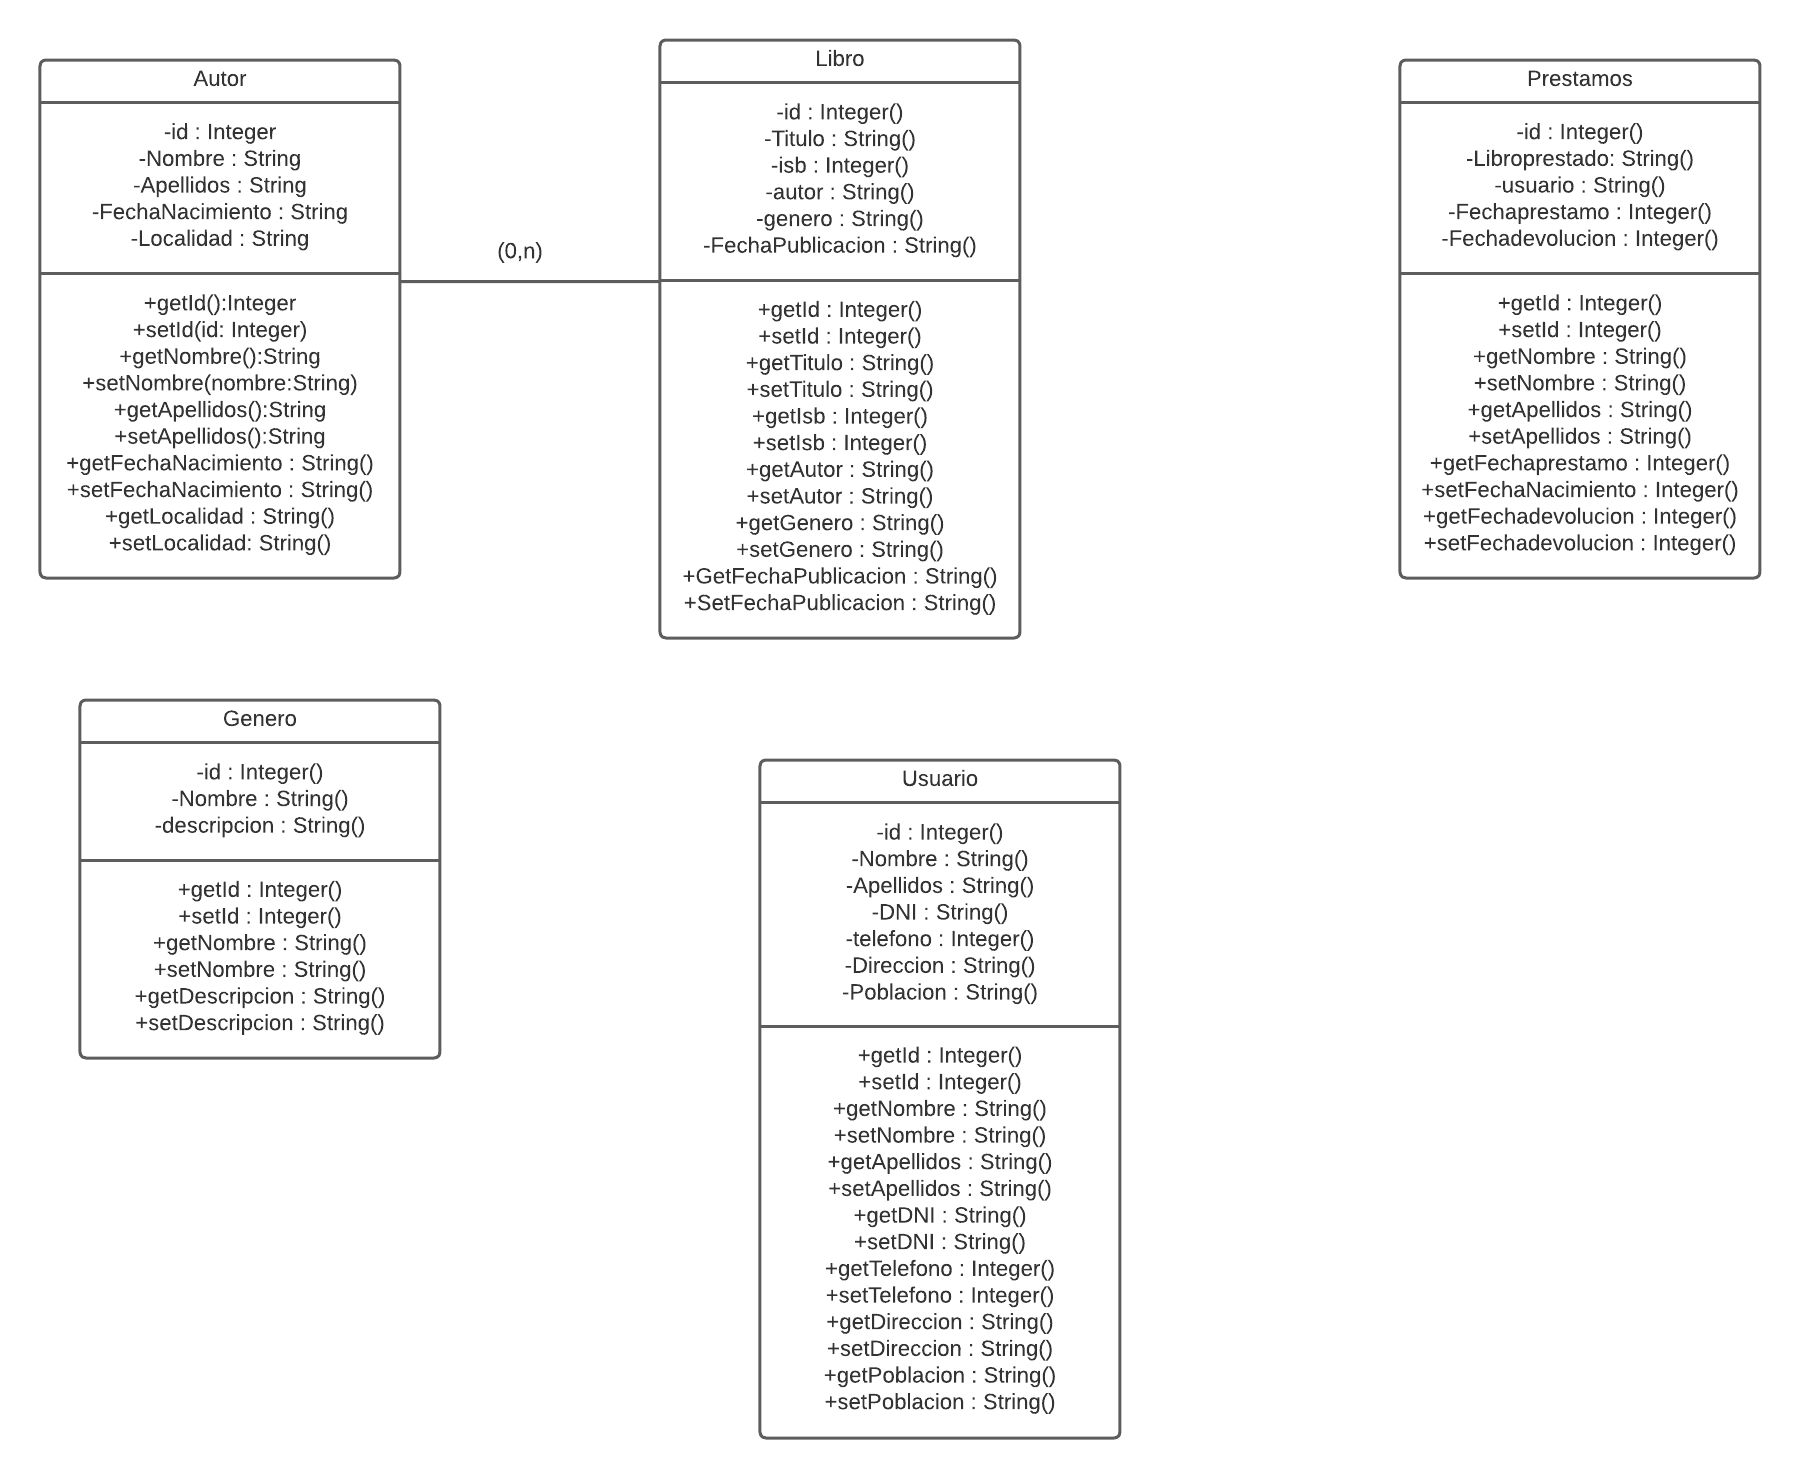 Autor
-id : Integer
-Nombre : String
-Apellidos : String
-FechaNacimiento : String
-Localidad : String
+getId():Integer
+setId(id: Integer)
+getNombre():String
+setNombre(nombre:String)
+getApellidos():String
+setApellidos():String
+getFechaNacimiento : String()
+setFechaNacimiento : String()
+getLocalidad : String()
+setLocalidad: String()
(0,n)
Libro
-id : Integer()
-Titulo : String()
-isb : Integer()
-autor : String()
-genero : String()
-FechaPublicacion : String()
+getId : Integer()
+setId : Integer()
+getTitulo : String()
+setTitulo : String()
+getIsb : Integer()
+setIsb : Integer()
+getAutor : String()
+setAutor : String()
+getGenero : String()
+setGenero : String()
+GetFechaPublicacion : String()
+SetFechaPublicacion : String()
Prestamos
-id : Integer()
-Libroprestado: String()
-usuario : String()
-Fechaprestamo : Integer()
-Fechadevolucion : Integer()
+getId : Integer()
+setId : Integer()
+getNombre : String()
+setNombre : String()
+getApellidos : String()
+setApellidos : String()
+getFechaprestamo : Integer()
+setFechaNacimiento : Integer()
+getFechadevolucion : Integer()
+setFechadevolucion : Integer()
Genero
-id : Integer()
-Nombre : String()
-descripcion : String()
+getId : Integer()
+setId : Integer()
+getNombre : String()
+setNombre : String()
+getDescripcion : String()
+setDescripcion : String()
Usuario
-id : Integer()
-Nombre : String()
-Apellidos : String()
-DNI : String()
-telefono : Integer()
-Direccion : String()
-Poblacion : String()
+getId : Integer()
+setId : Integer()
+getNombre : String()
+setNombre : String()
+getApellidos : String()
+setApellidos : String()
+getDNI : String()
+setDNI : String()
+getTelefono : Integer()
+setTelefono : Integer()
+getDireccion : String()
+setDireccion : String()
+getPoblacion : String()
+setPoblacion : String()